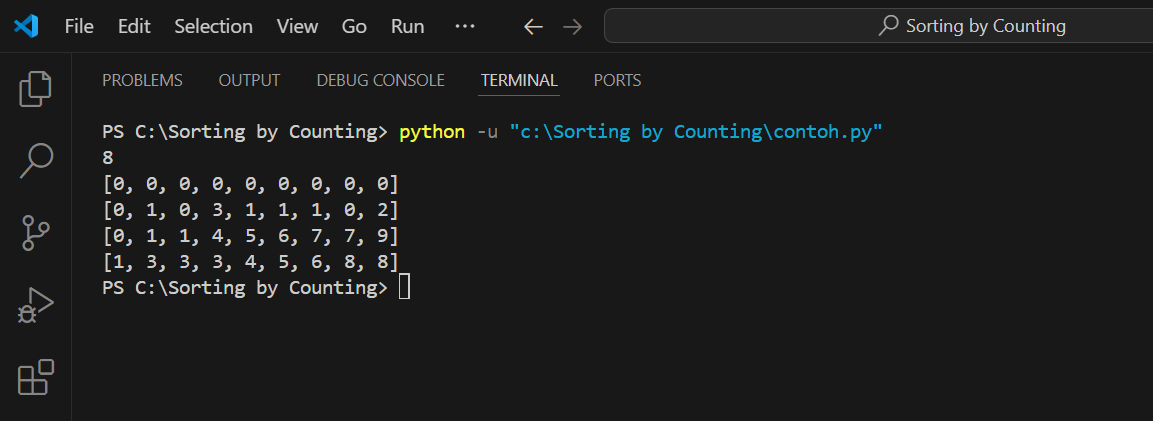 File Edit Selection View Go Run ··· ← → Sorting by Counting
PROBLEMS OUTPUT DEBUG CONSOLE TERMINAL PORTS
PS C:\Sorting by Counting> python -u "c:\Sorting by Counting\contoh.py"
8
[0, 0, 0, 0, 0, 0, 0, 0, 0]
[0, 1, 0, 3, 1, 1, 1, 0, 2]
[0, 1, 1, 4, 5, 6, 7, 7, 9]
[1, 3, 3, 3, 4, 5, 6, 8, 8]
PS C:\Sorting by Counting>